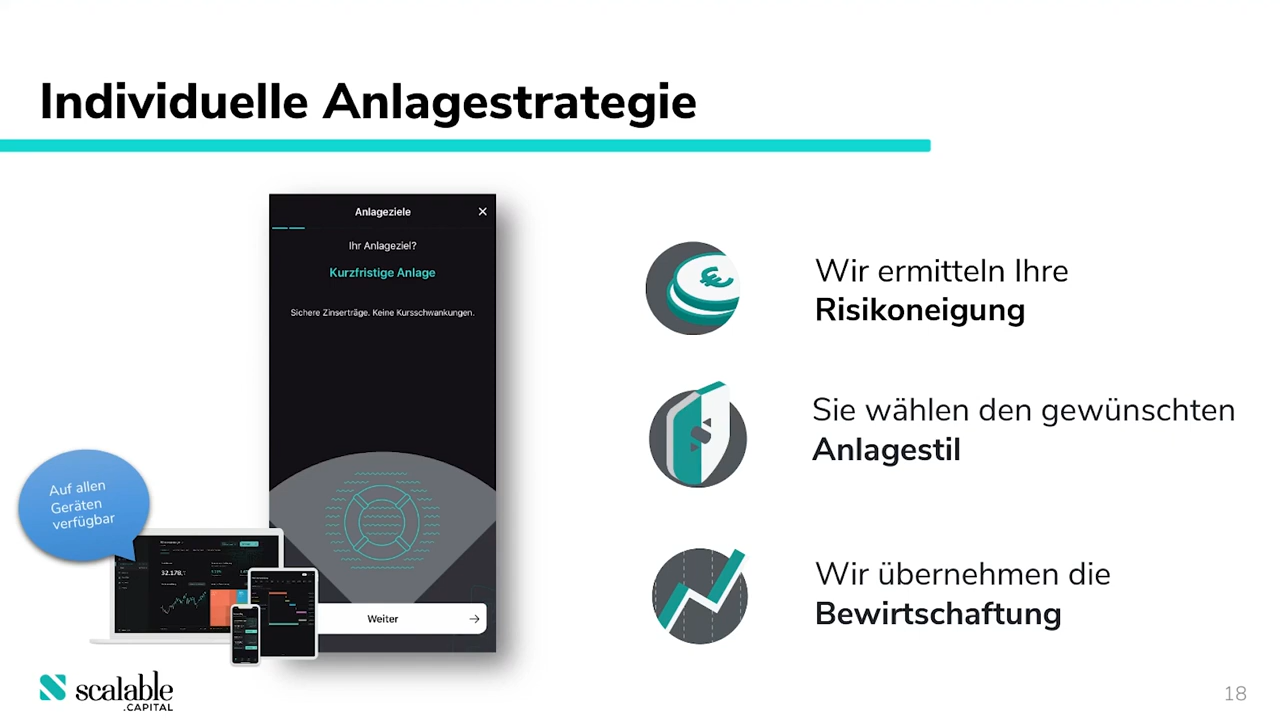 Individuelle Anlagestrategie
Anlageziele
Ihr Anlageziel?
Kurzfristige Anlage
Sichere Zinserträge. Keine Kursschwankungen.
Weiter
Auf allen
Geräten
verfügbar
32.178,
Wir ermitteln Ihre
Risikoneigung
Sie wählen den gewünschten
Anlagestil
Wir übernehmen die
Bewirtschaftung
scalable
.CAPITAL
18